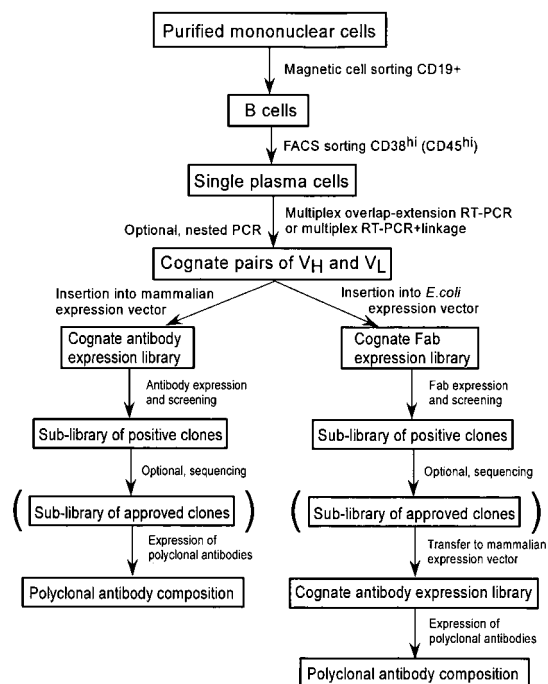 Purified mononuclear cells
Magnetic cell sorting CD19+
B cells
FACS sorting CD38hi (CD45hi)
Single plasma cells
Optional, nested PCR
Multiplex overlap-extension RT-PCR
or multiplex RT-PCR+linkage
Cognate pairs of VH and VL
Insertion into mammalian
expression vector
Cognate antibody
expression library
Antibody expression
and screening
Sub-library of positive clones
Optional, sequencing
(Sub-library of approved clones)
Expression of
polyclonal antibodies
Polyclonal antibody composition
Insertion into E.coli
expression vector
Cognate Fab
expression library
Fab expression
and screening
Sub-library of positive clones
Optional, sequencing
(Sub-library of approved clones)
Transfer to mammalian
expression vector
Cognate antibody expression library
Expression of
polyclonal antibodies
Polyclonal antibody composition